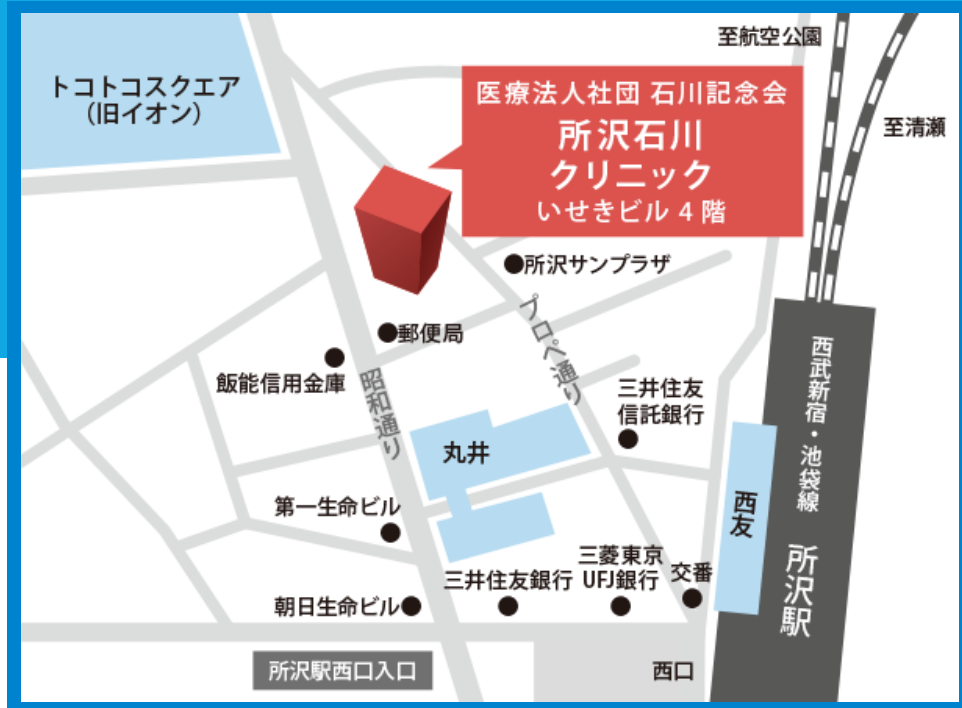 至航空公園
トコトコスクエア
(旧イオン)
医療法人社団 石川記念会
所沢石川
クリニック
いせきビル 4 階
至清瀬
所沢サンプラザ
プロペ通り
郵便局
飯能信用金庫
昭和通り
西武新宿・池袋線
所沢駅
三井住友
信託銀行
丸井
西友
第一生命ビル
三菱東京
UFJ銀行
三井住友銀行
交番
朝日生命ビル
所沢駅西口入口
西口